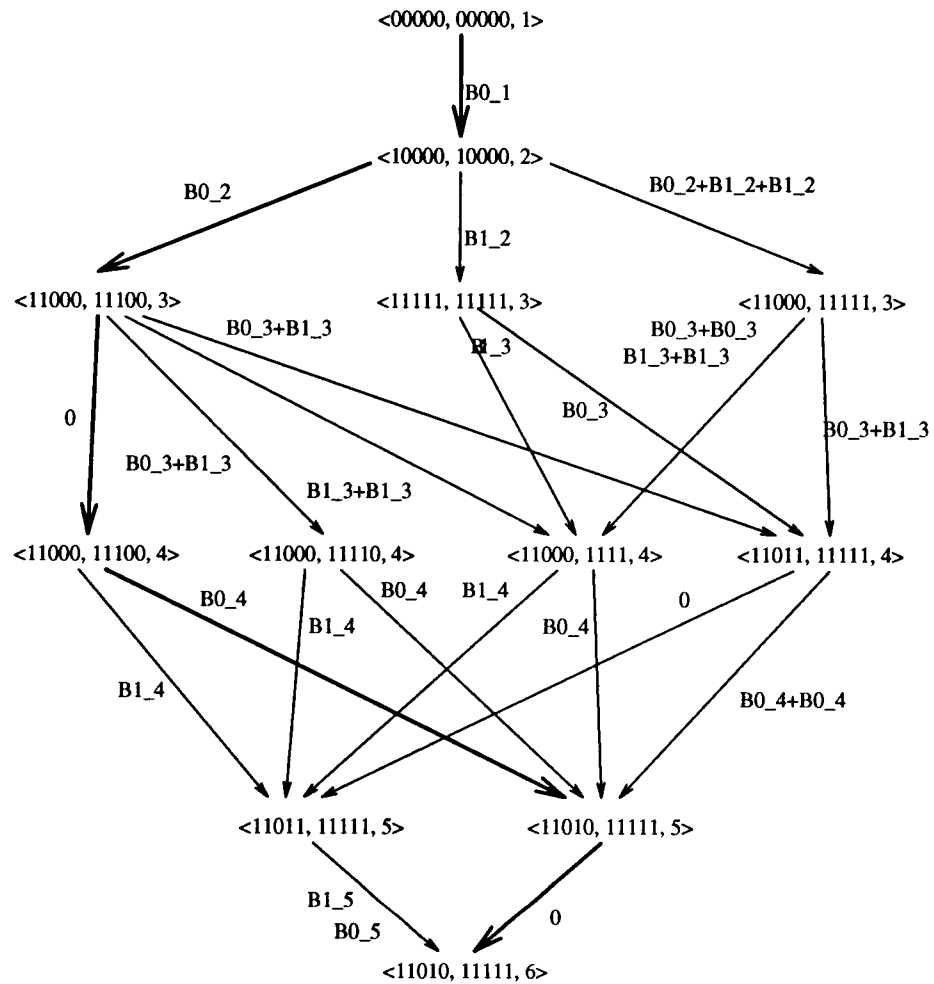 <00000, 00000, 1>
B0_1
<10000, 10000, 2>
B0_2
B0_2+B1_2+B1_2
B1_2
<11000, 11100, 3>
<11111, 11111, 3>
<11000, 11111, 3>
B0_3+B1_3
B0_3+B0_3
_3
B1_3+B1_3
0
B0_3
B0_3+B1_3
B0_3+B1_3
B1_3+B1_3
<11000, 11100, 4>
<11000, 11110, 4>
<11000, 1111, 4>
<11011, 11111, 4>
B0_4
B0_4
B1_4
0
B1_4
B0_4
B1_4
B0_4+B0_4
<11011, 11111, 5>
<11010, 11111, 5>
B1_5
0
B0_5
<11010, 11111, 6>